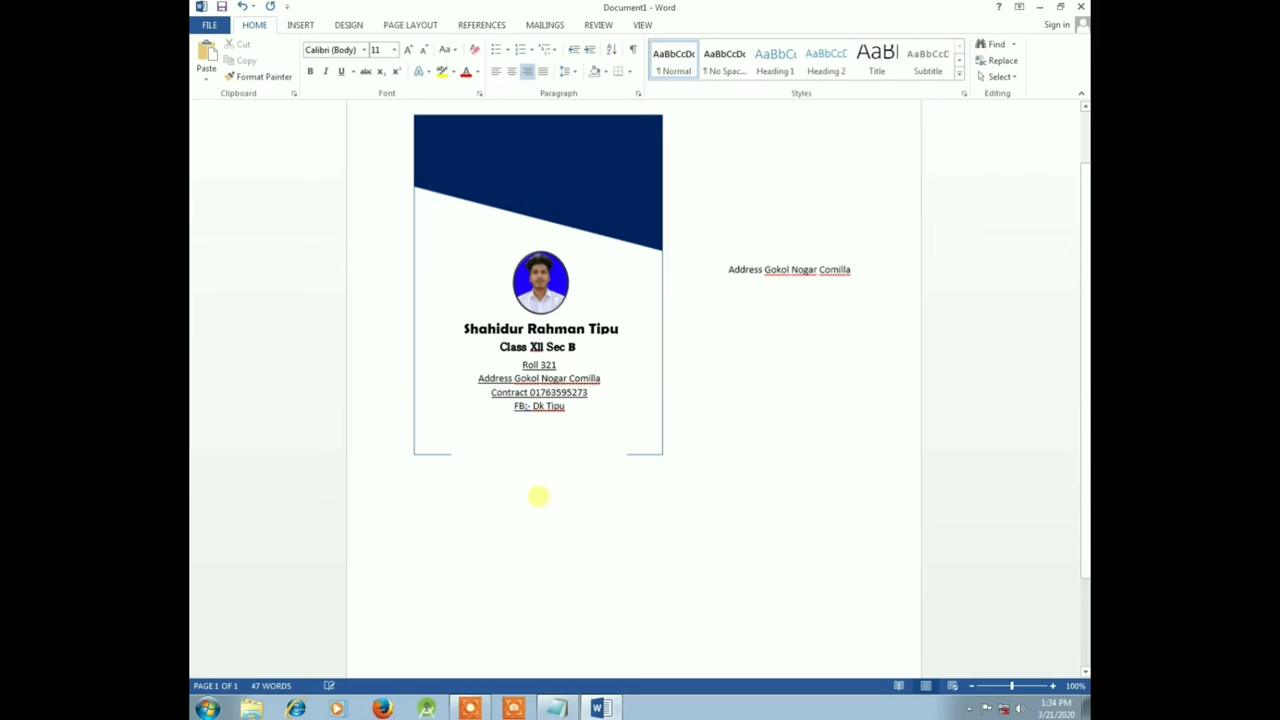 Document1 - Word
FILE HOME INSERT DESIGN PAGE LAYOUT REFERENCES MAILINGS REVIEW VIEW Sign in
Paste
Cut
Copy
Format Painter
Clipboard
Calibri (Body) 11
Font
Paragraph
AaBbCcDc AaBbCcDc AaBbCc AaBbCcD AaBl AaBbCcC
¶ Normal ¶ No Spac... Heading 1 Heading 2 Title Subtitle
Styles
Find
Replace
Select
Editing
Address Gokol Nogar Comilla
Shahidur Rahman Tipu
Class XII Sec B
Roll 321
Address Gokol Nogar Comilla
Contract 01763595273
FB:- Dk Tipu
PAGE 1 OF 1 47 WORDS 100%
1:34 PM
3/21/2020